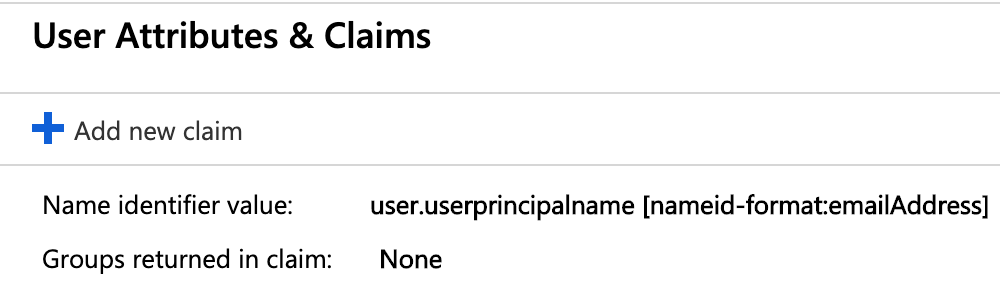 User Attributes & Claims
Add new claim
Name identifier value: user.userprincipalname [nameid-format:emailAddress]
Groups returned in claim: None